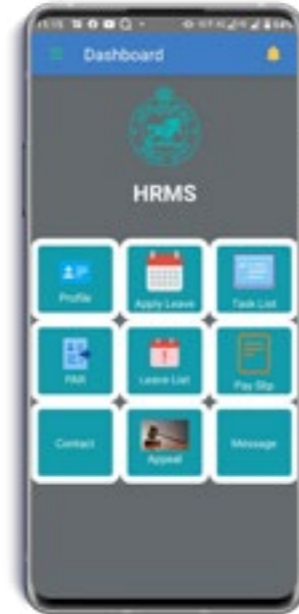 Dashboard
HRMS
Profile
Apply Leave
Task List
PAR
Leave List
Pay Slip
Contact
Appeal
Message